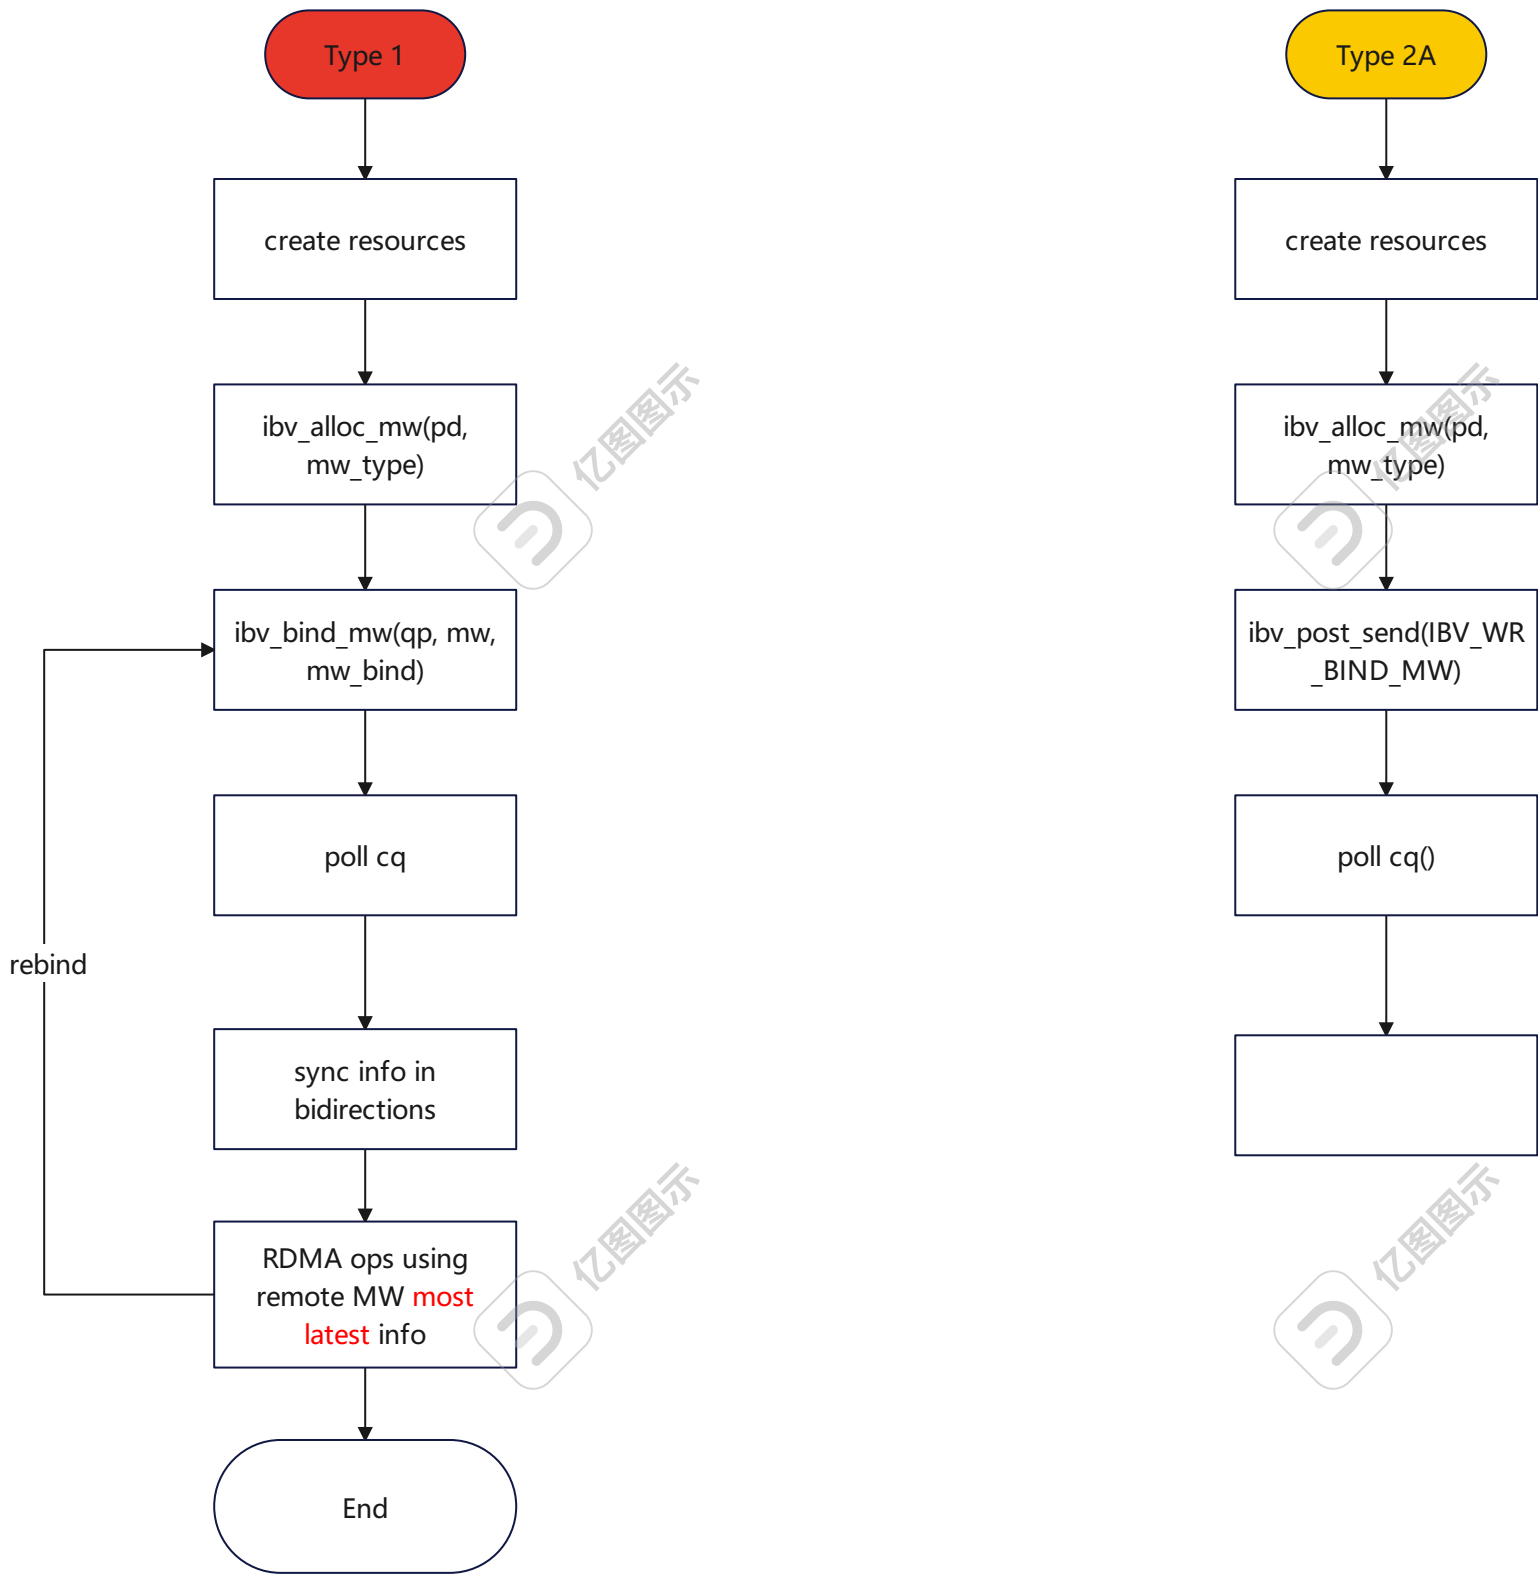 Type 1
create resources
ibv_alloc_mw(pd,
mw_type)
ibv_bind_mw(qp, mw,
mw_bind)
poll cq
rebind
sync info in
bidirections
RDMA ops using
remote MW most
latest info
End
Type 2A
create resources
ibv_alloc_mw(pd,
mw_type)
ibv_post_send(IBV_WR
_BIND_MW)
poll cq()
亿图图示
亿图图示
亿图图示
亿图图示